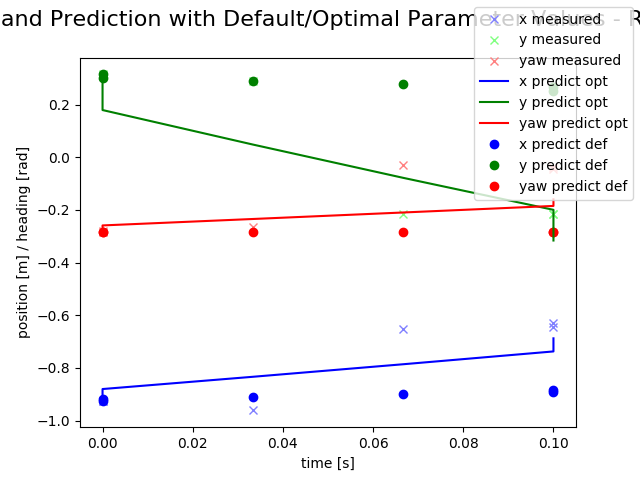 and Prediction with Default/Optimal Parameter Values - R
x measured
y measured
yaw measured
x predict opt
y predict opt
yaw predict opt
x predict def
y predict def
yaw predict def
position [m] / heading [rad]
0.2
0.0
−0.2
−0.4
−0.6
−0.8
−1.0
0.00
0.02
0.04
0.06
0.08
0.10
time [s]